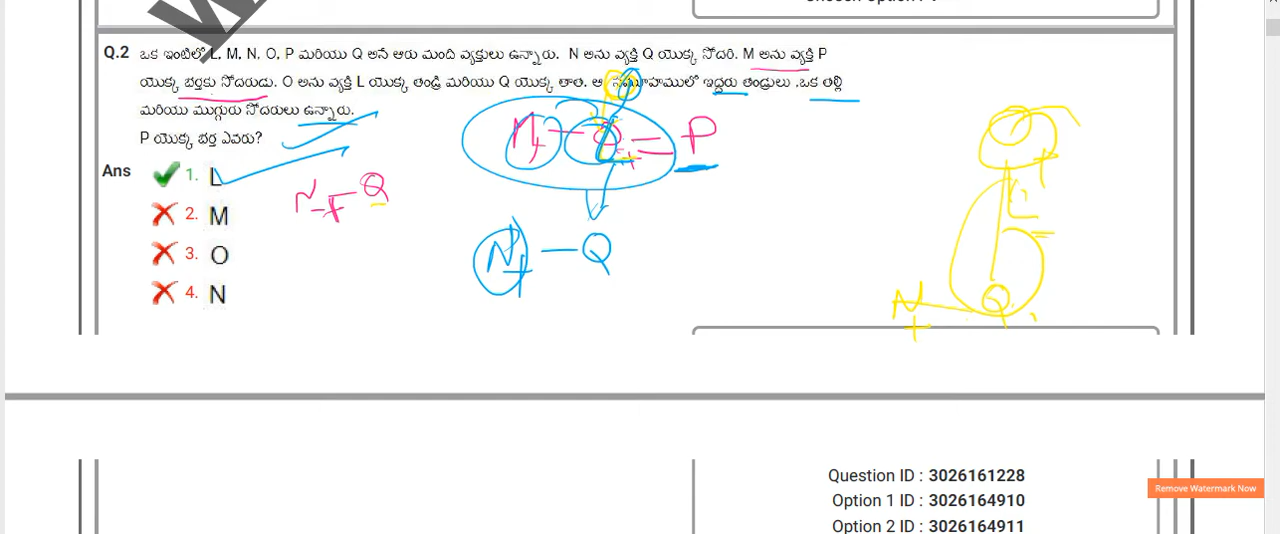 Q.2 ఒక ఇంటిలో L, M, N, O, P మరియు Q అనే ఆరు మంది వ్యక్తులు ఉన్నారు. N అను వ్యక్తి Q యొక్క సోదరి. M అను వ్యక్తి P
యొక్క భర్తకు సోదరుడు. O అను వ్యక్తి L యొక్క తండ్రి మరియు Q యొక్క తాత. ఆ సమూహములో ఇద్దరు తండ్రులు ,ఒక తల్లి
మరియు ముగ్గురు సోదరులు ఉన్నారు.
P యొక్క భర్త ఎవరు?
Ans 1. L
2. M
3. O
4. N
M + = P
+
N + Q
N + — Q
+
L
N Q
+
Question ID : 3026161228
Option 1 ID : 3026164910
Option 2 ID : 3026164911
Remove Watermark Now